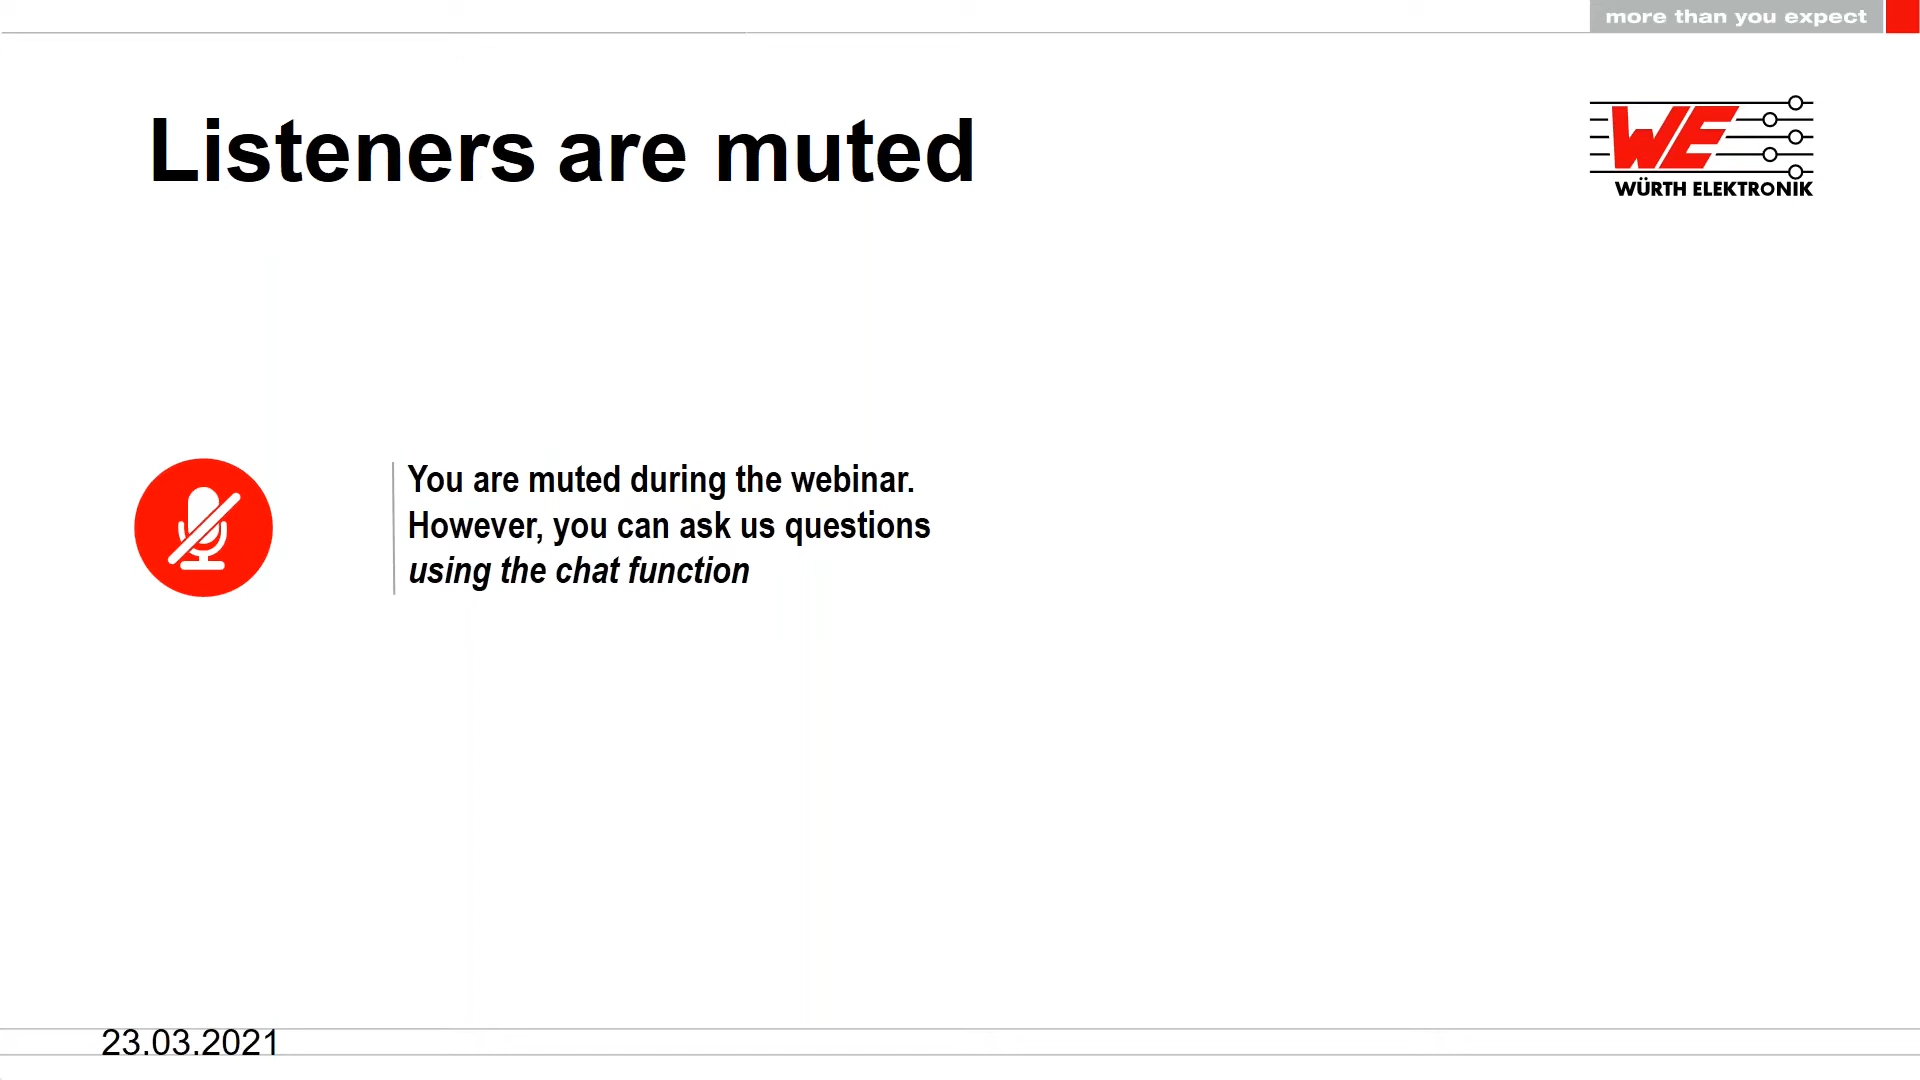 more than you expect
Listeners are muted
WE
WÜRTH ELEKTRONIK
You are muted during the webinar.
However, you can ask us questions
using the chat function
23.03.2021